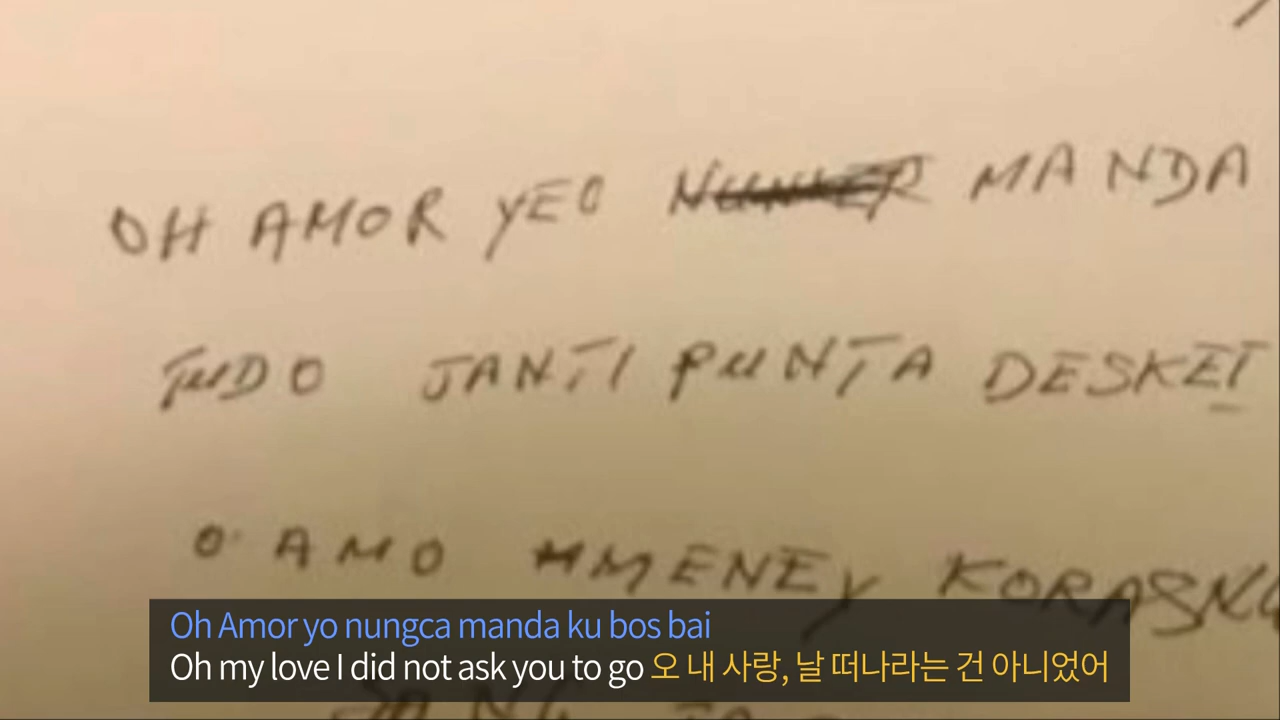 OH AMOR YEO MANDA
TUDO JANTI PUNTA DESKET
O AMO
Oh Amor yo nungca manda ku bos bai
Oh my love I did not ask you to go 오 내 사랑, 날 떠나라는 건 아니었어